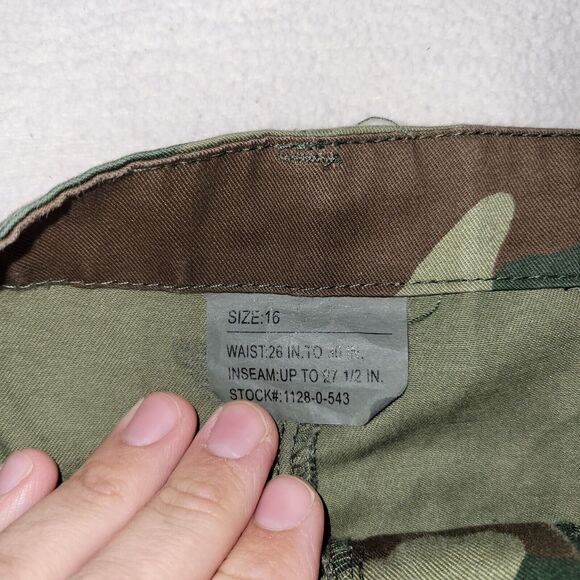 SIZE:16
WAIST:26 IN.TO 30 IN.
INSEAM:UP TO 27 1/2 IN.
STOCK#:1128-0-543